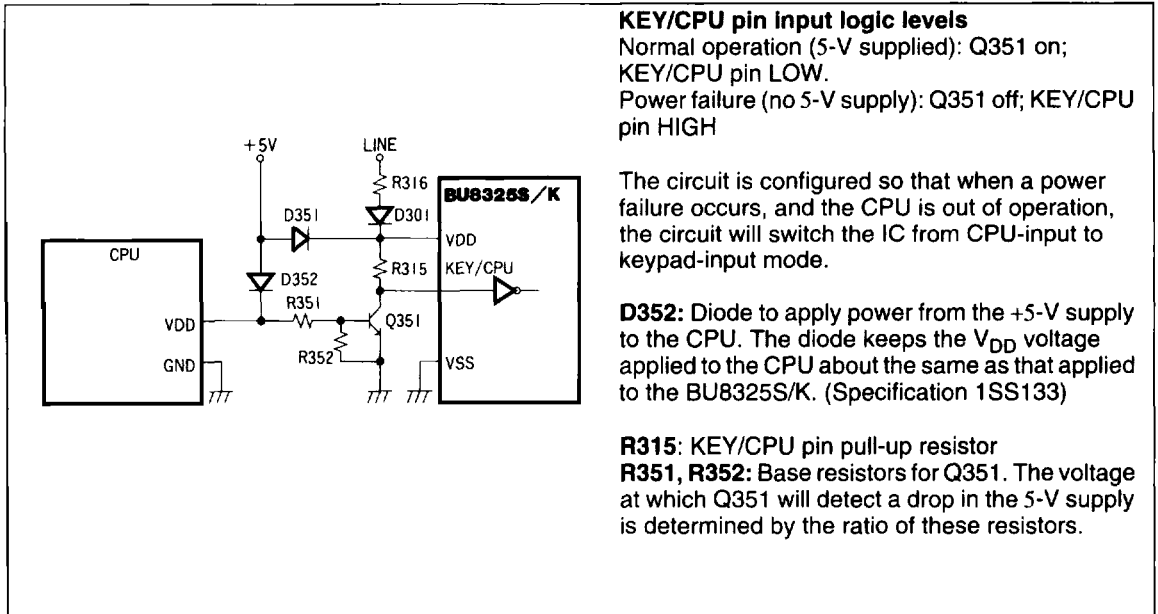 KEY/CPU pin input logic levels
Normal operation (5-V supplied): Q351 on;
KEY/CPU pin LOW.
Power failure (no 5-V supply): Q351 off; KEY/CPU
pin HIGH
The circuit is configured so that when a power
failure occurs, and the CPU is out of operation,
the circuit will switch the IC from CPU-input to
keypad-input mode.
D352: Diode to apply power from the +5-V supply
to the CPU. The diode keeps the VDD voltage
applied to the CPU about the same as that applied
to the BU8325S/K. (Specification 1SS133)
R315: KEY/CPU pin pull-up resistor
R351, R352: Base resistors for Q351. The voltage
at which Q351 will detect a drop in the 5-V supply
is determined by the ratio of these resistors.
+5V
LINE
R316
BU8325S/K
D351
D301
VDD
CPU
R315
KEY/CPU
D352
R351
VDD
Q351
R352
GND
VSS